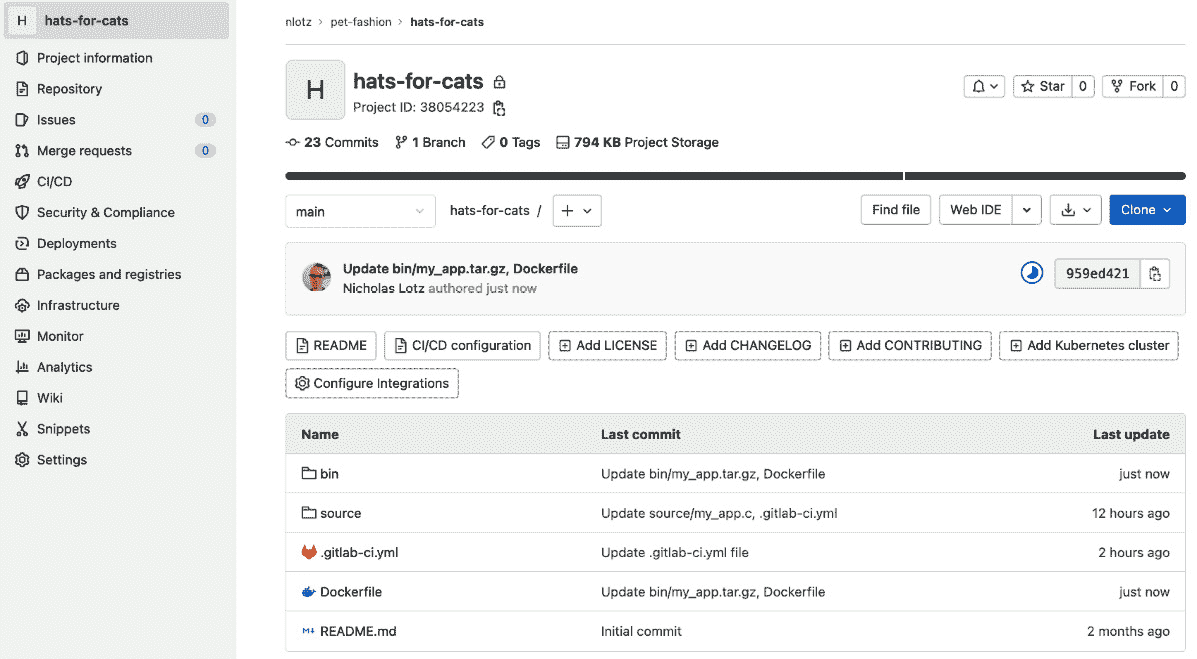 H hats-for-cats
Project information
Repository
Issues 0
Merge requests 0
CI/CD
Security & Compliance
Deployments
Packages and registries
Infrastructure
Monitor
Analytics
Wiki
Snippets
Settings
nlotz > pet-fashion > hats-for-cats
H
hats-for-cats
Project ID: 38054223
Star 0
Fork 0
23 Commits 1 Branch 0 Tags 794 KB Project Storage
main
hats-for-cats / +
Find file
Web IDE
Clone
Update bin/my_app.tar.gz, Dockerfile
Nicholas Lotz authored just now
959ed421
README CI/CD configuration Add LICENSE Add CHANGELOG Add CONTRIBUTING Add Kubernetes cluster
Configure Integrations
Name Last commit Last update
bin Update bin/my_app.tar.gz, Dockerfile just now
source Update source/my_app.c, .gitlab-ci.yml 12 hours ago
.gitlab-ci.yml Update .gitlab-ci.yml file 2 hours ago
Dockerfile Update bin/my_app.tar.gz, Dockerfile just now
README.md Initial commit 2 months ago